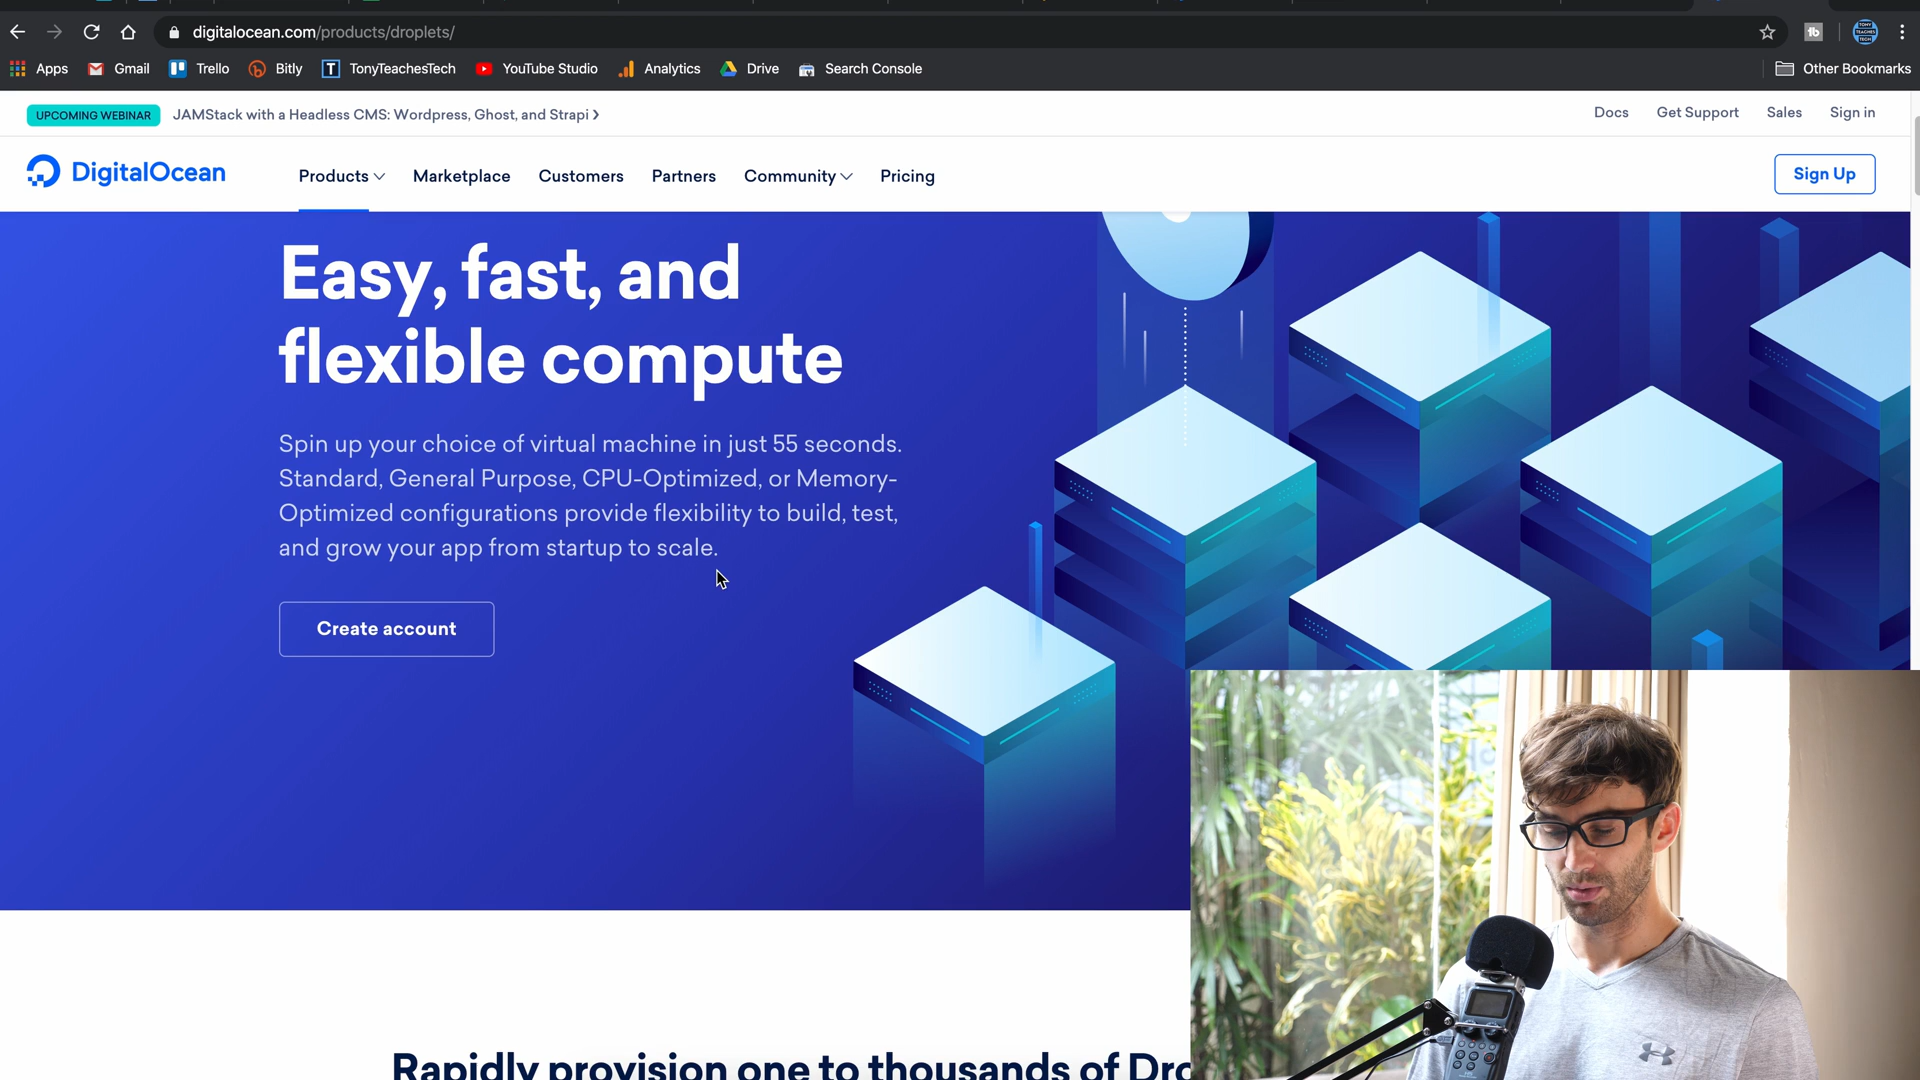 digitalocean.com/products/droplets/
Apps Gmail Trello Bitly TonyTeachesTech YouTube Studio Analytics Drive Search Console Other Bookmarks
UPCOMING WEBINAR JAMStack with a Headless CMS: Wordpress, Ghost, and Strapi ❯ Docs Get Support Sales Sign in
DigitalOcean Products Marketplace Customers Partners Community Pricing Sign Up
Easy, fast, and
flexible compute
Spin up your choice of virtual machine in just 55 seconds.
Standard, General Purpose, CPU-Optimized, or Memory-
Optimized configurations provide flexibility to build, test,
and grow your app from startup to scale.
Create account
Rapidly provision one to thousands of Dro